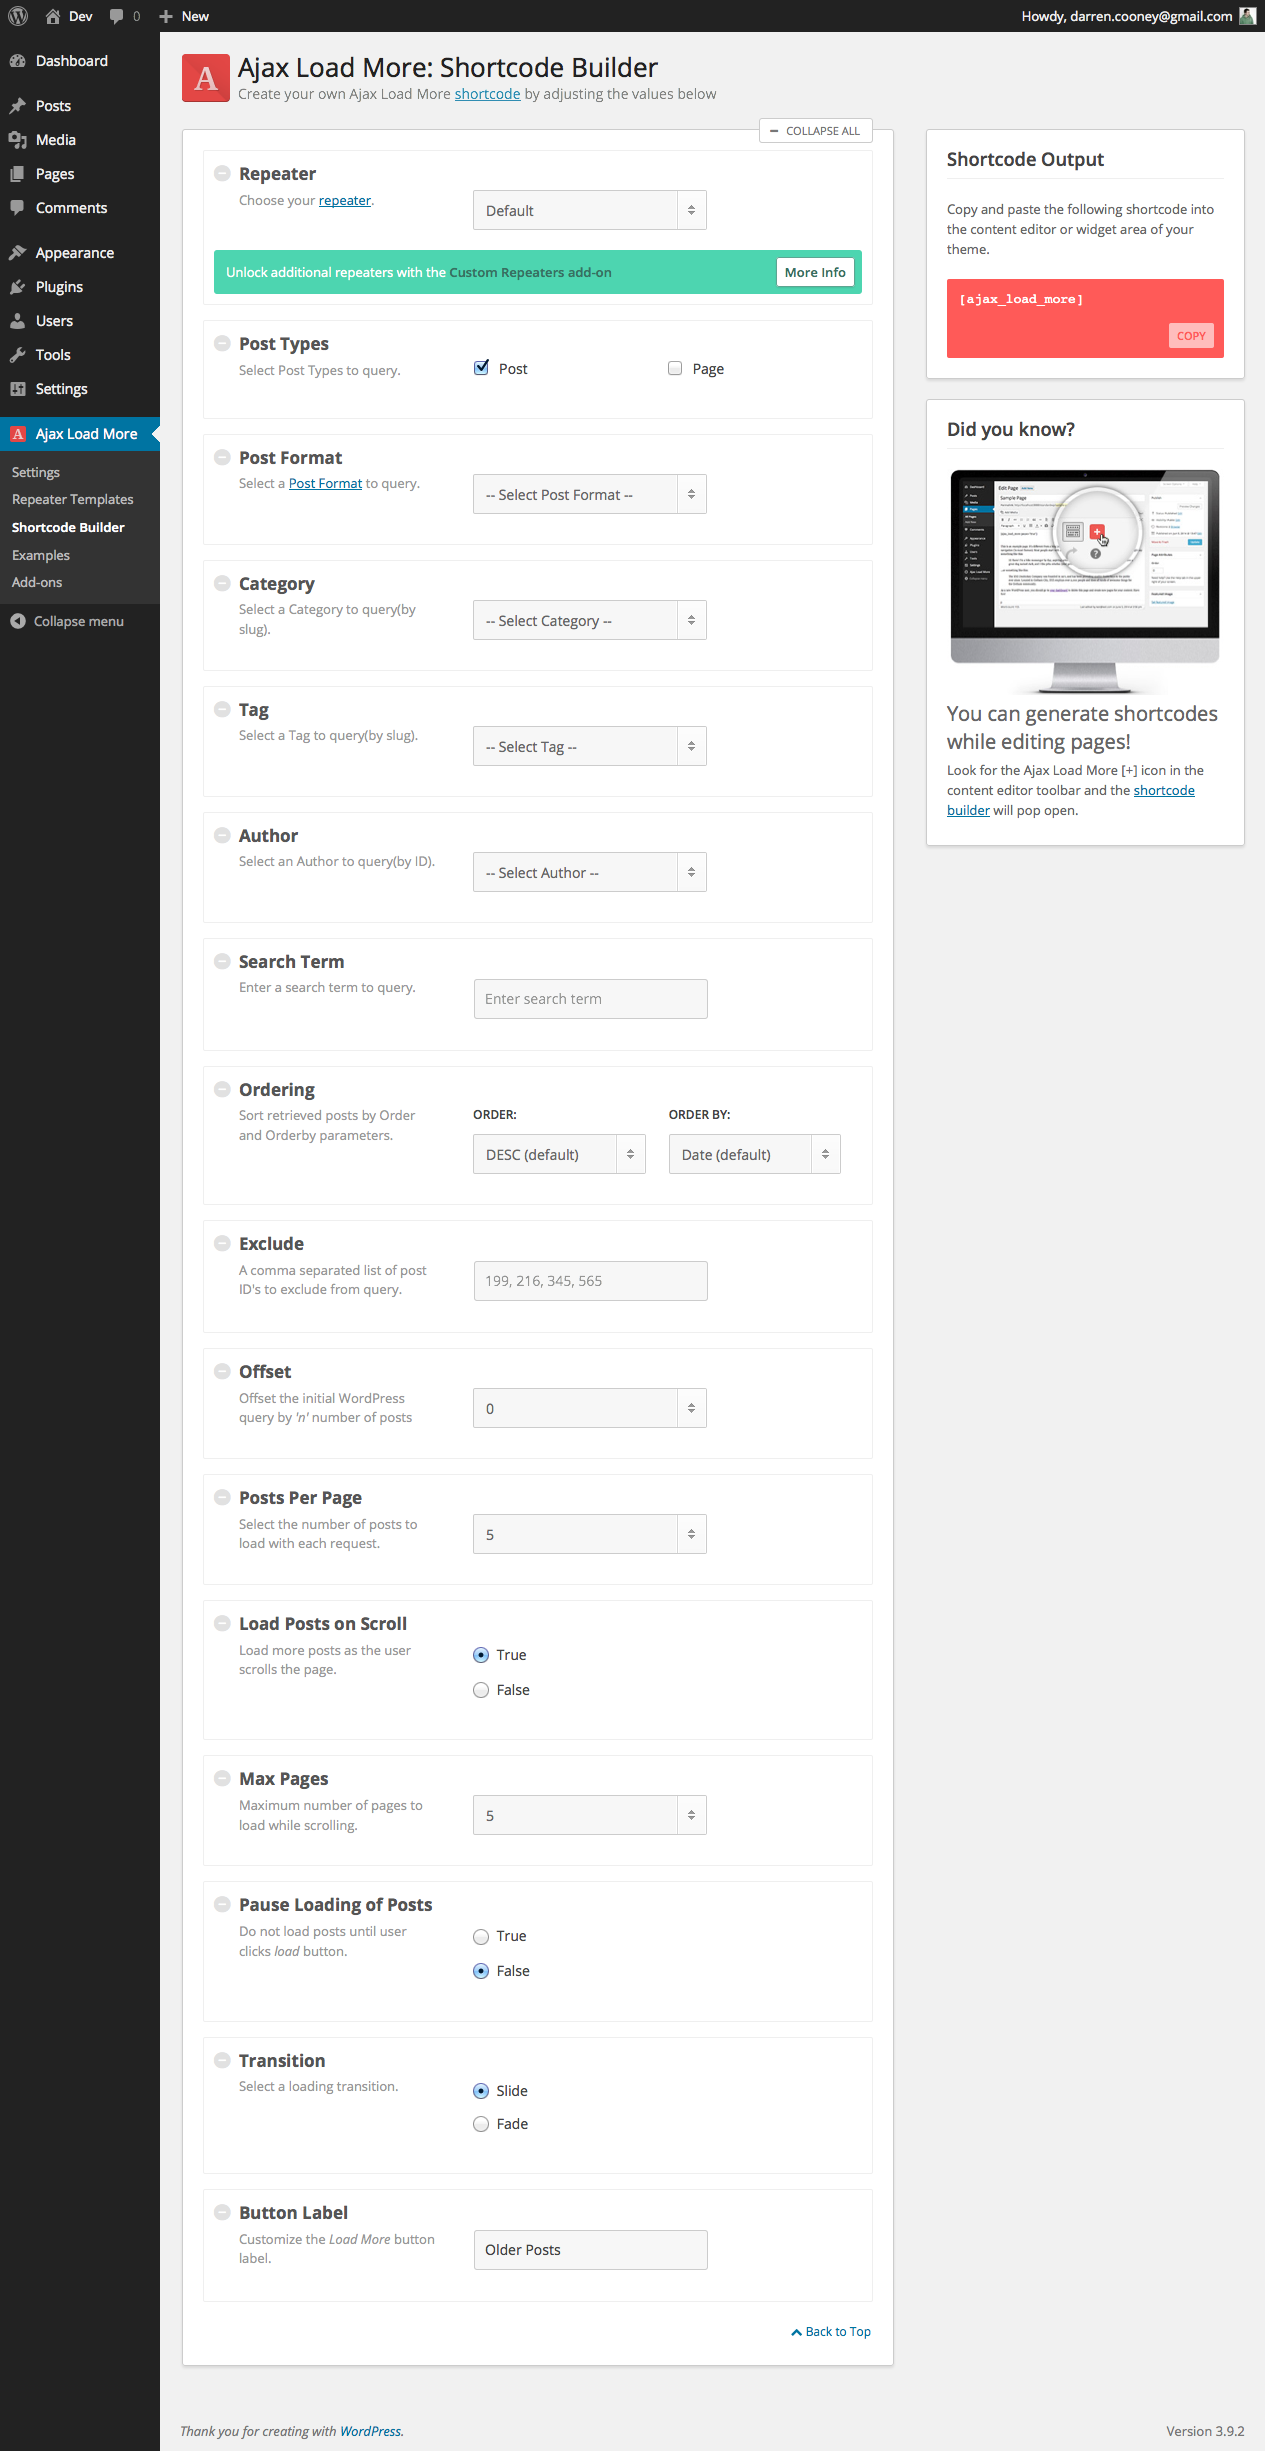 Dev 0 New Howdy, darren.cooney@gmail.com
Dashboard
Posts
Media
Pages
Comments
Appearance
Plugins
Users
Tools
Settings
Ajax Load More
Settings
Repeater Templates
Shortcode Builder
Examples
Add-ons
Collapse menu
Ajax Load More: Shortcode Builder
Create your own Ajax Load More shortcode by adjusting the values below
COLLAPSE ALL
Repeater
Choose your repeater.
Default
Unlock additional repeaters with the Custom Repeaters add-on
More Info
Post Types
Select Post Types to query.
Post Page
Post Format
Select a Post Format to query.
-- Select Post Format --
Category
Select a Category to query(by
slug).
-- Select Category --
Tag
Select a Tag to query(by slug).
-- Select Tag --
Author
Select an Author to query(by ID).
-- Select Author --
Search Term
Enter a search term to query.
Enter search term
Ordering
Sort retrieved posts by Order
and Orderby parameters.
ORDER: ORDER BY:
DESC (default) Date (default)
Exclude
A comma separated list of post
ID's to exclude from query.
199, 216, 345, 565
Offset
Offset the initial WordPress
query by 'n' number of posts
0
Posts Per Page
Select the number of posts to
load with each request.
5
Load Posts on Scroll
Load more posts as the user
scrolls the page.
True
False
Max Pages
Maximum number of pages to
load while scrolling.
5
Pause Loading of Posts
Do not load posts until user
clicks load button.
True
False
Transition
Select a loading transition.
Slide
Fade
Button Label
Customize the Load More button
label.
Older Posts
Back to Top
Shortcode Output
Copy and paste the following shortcode into
the content editor or widget area of your
theme.
[ajax_load_more]
COPY
Did you know?
Edit Page
Sample Page
You can generate shortcodes
while editing pages!
Look for the Ajax Load More [+] icon in the
content editor toolbar and the shortcode
builder will pop open.
Thank you for creating with WordPress.
Version 3.9.2